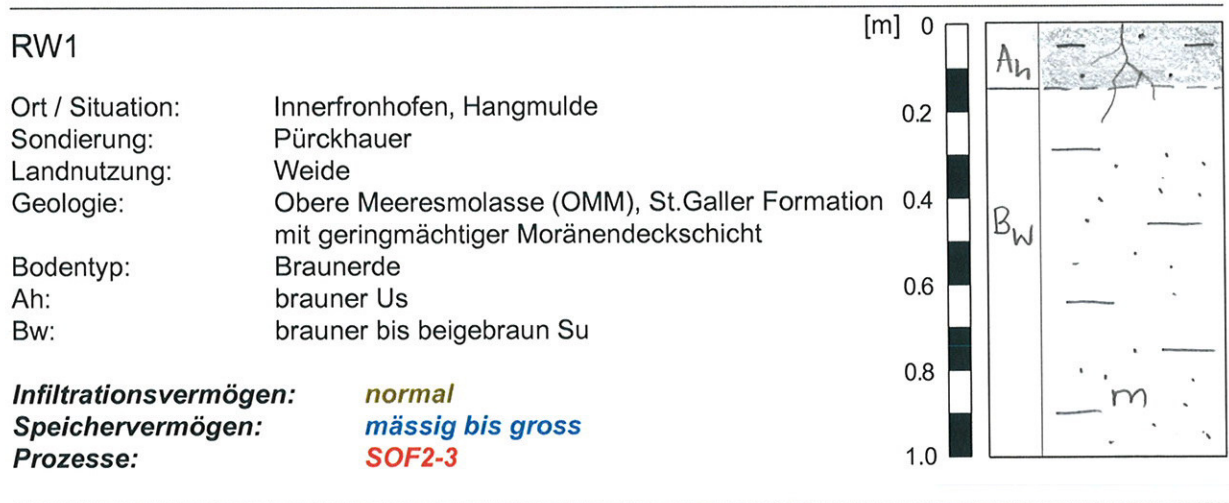 RW1
Ort / Situation: Innerfronhofen, Hangmulde
Sondierung: Pürckhauer
Landnutzung: Weide
Geologie: Obere Meeresmolasse (OMM), St.Galler Formation
mit geringmächtiger Moränendeckschicht
Bodentyp: Braunerde
Ah: brauner Us
Bw: brauner bis beigebraun Su
Infiltrationsvermögen: normal
Speichervermögen: mässig bis gross
Prozesse: SOF2-3
[m] 0
0.2
0.4
0.6
0.8
1.0
Ah
Bw
m